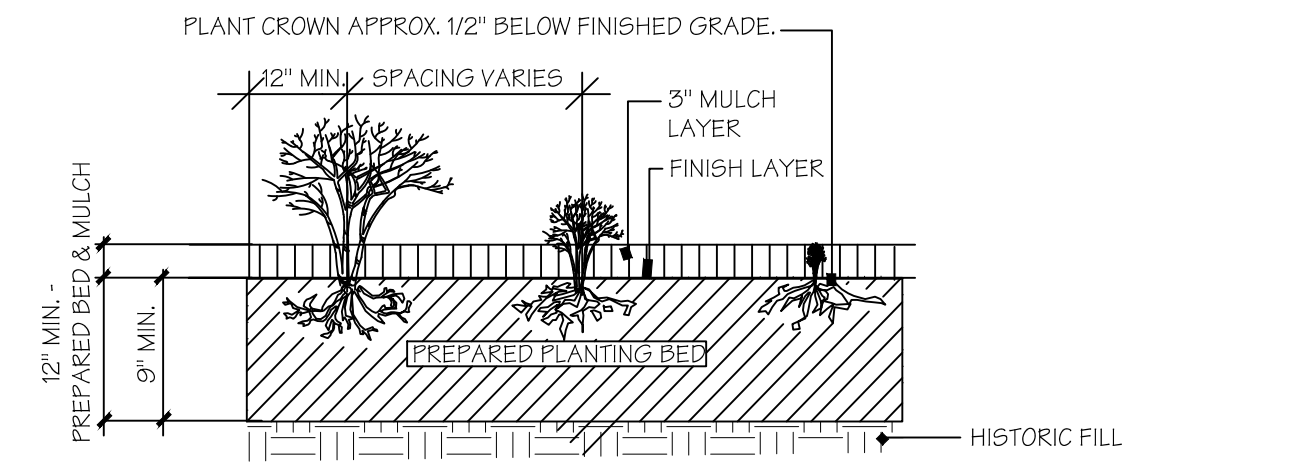 PLANT CROWN APPROX. 1/2" BELOW FINISHED GRADE.
12" MIN.
SPACING VARIES
3" MULCH
LAYER
FINISH LAYER
12" MIN. -
PREPARED BED & MULCH
9" MIN.
PREPARED PLANTING BED
HISTORIC FILL